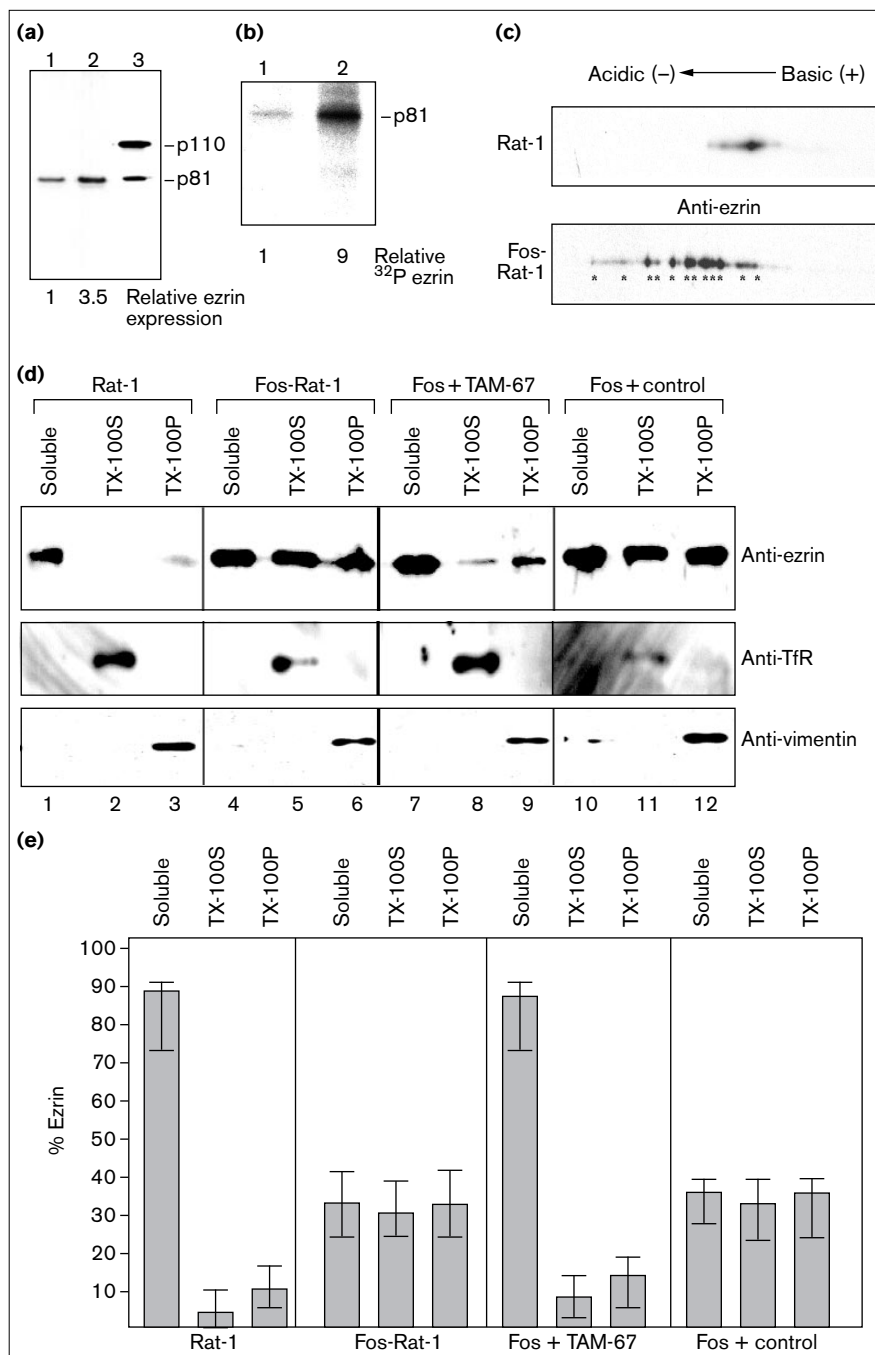 (a)
1 2 3
p110
p81
1 3.5 Relative ezrin
expression
(b)
1 2
p81
1 9 Relative
32P ezrin
(c)
Acidic (–) Basic (+)
Rat-1
Anti-ezrin
Fos-
Rat-1
* * ** * ** *** * *
(d)
Rat-1 Fos-Rat-1 Fos + TAM-67 Fos + control
Soluble TX-100S TX-100P Soluble TX-100S TX-100P Soluble TX-100S TX-100P Soluble TX-100S TX-100P
Anti-ezrin
Anti-TfR
Anti-vimentin
1 2 3 4 5 6 7 8 9 10 11 12
(e)
Soluble TX-100S TX-100P Soluble TX-100S TX-100P Soluble TX-100S TX-100P Soluble TX-100S TX-100P
100
90
80
70
60
50
40
30
20
10
% Ezrin
Rat-1 Fos-Rat-1 Fos + TAM-67 Fos + control